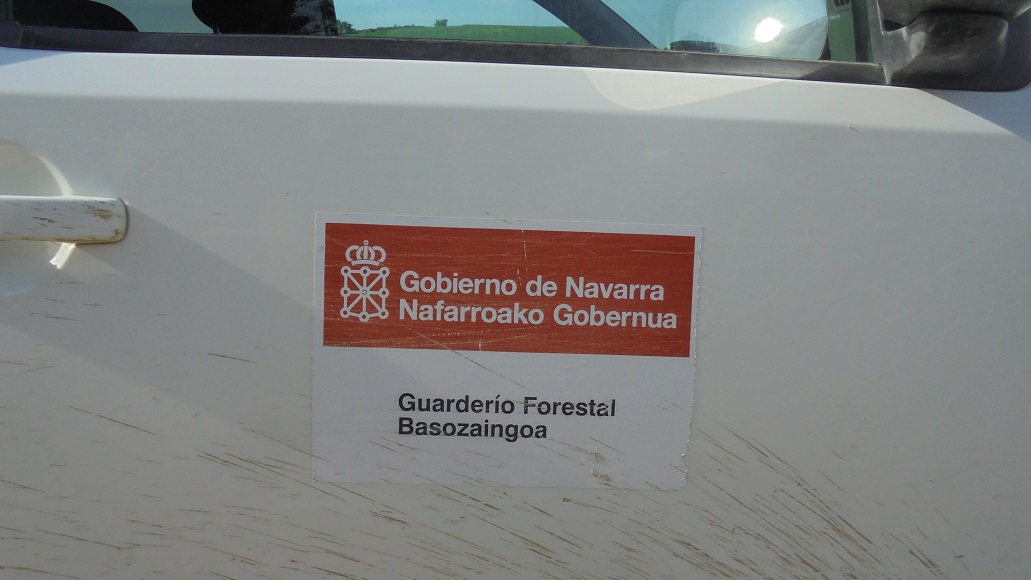 Gobierno de Navarra
Nafarroako Gobernua
Guarderío Forestal
Basozaingoa